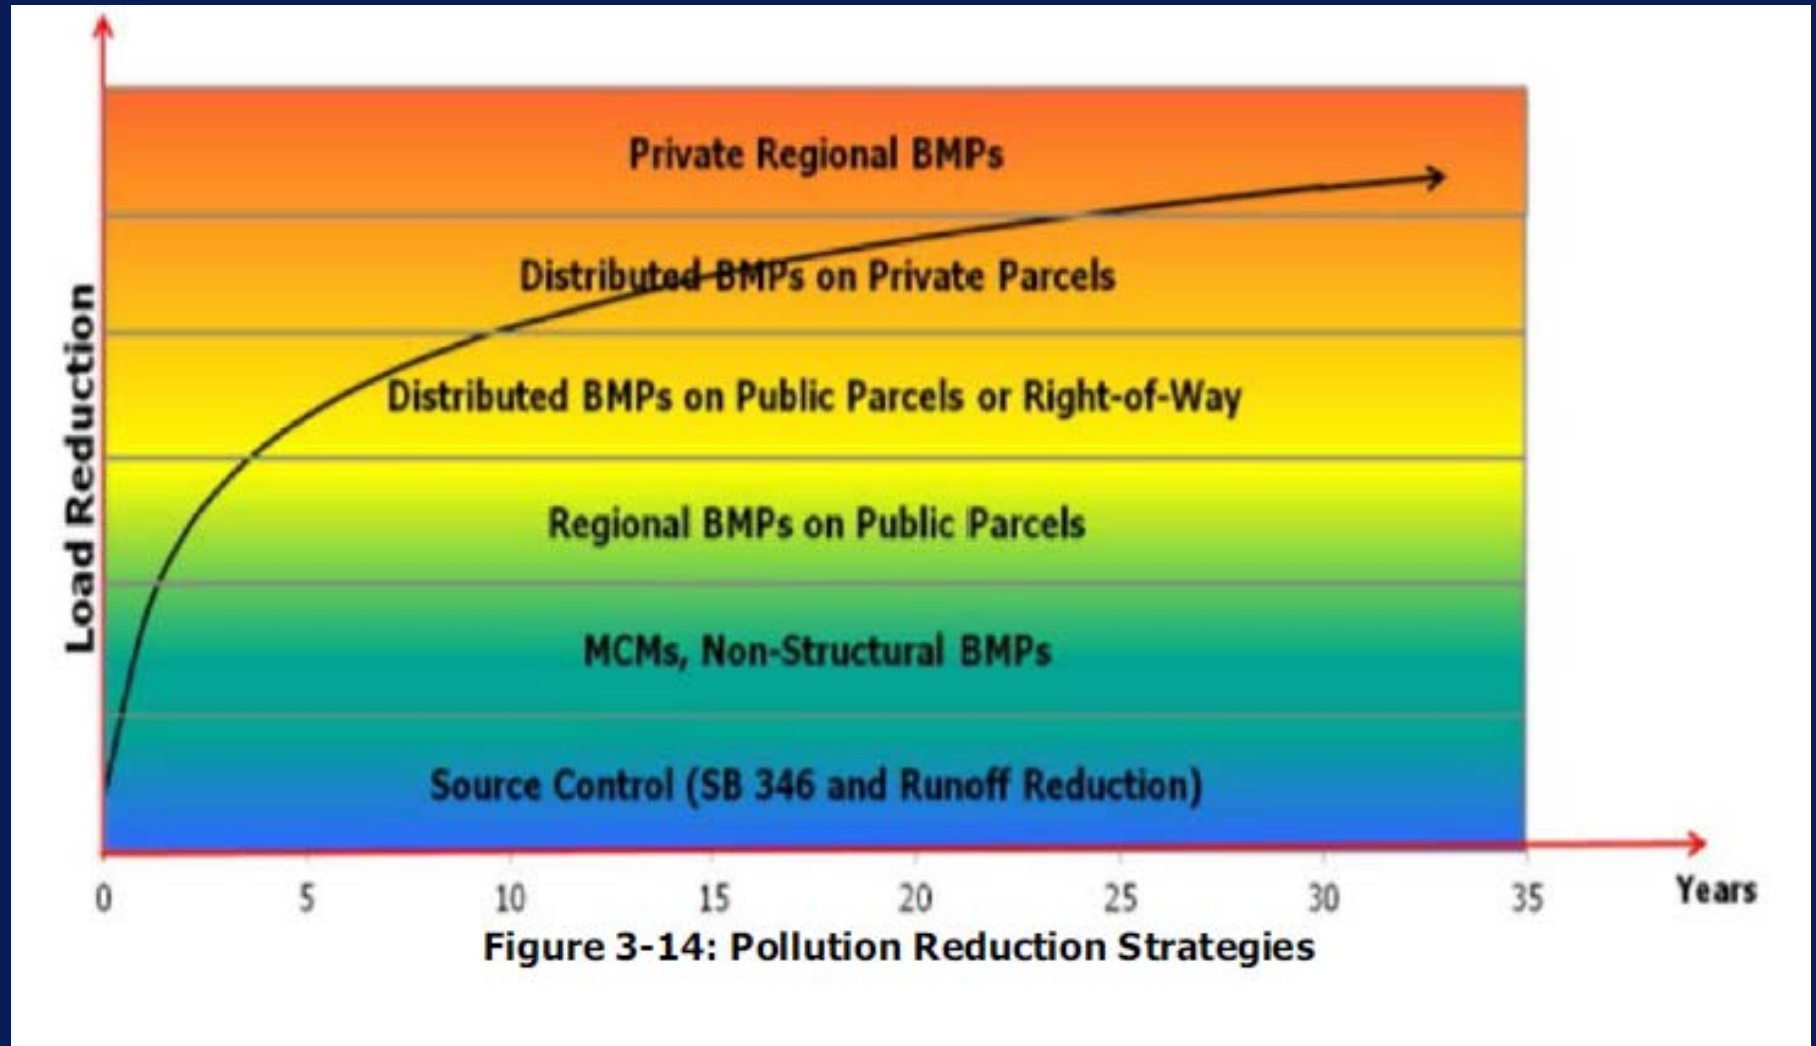 Private Regional BMPs
Distributed BMPs on Private Parcels
Distributed BMPs on Public Parcels or Right-of-Way
Regional BMPs on Public Parcels
MCMs, Non-Structural BMPs
Source Control (SB 346 and Runoff Reduction)
Load Reduction
0 5 10 15 20 25 30 35 Years
Figure 3-14: Pollution Reduction Strategies